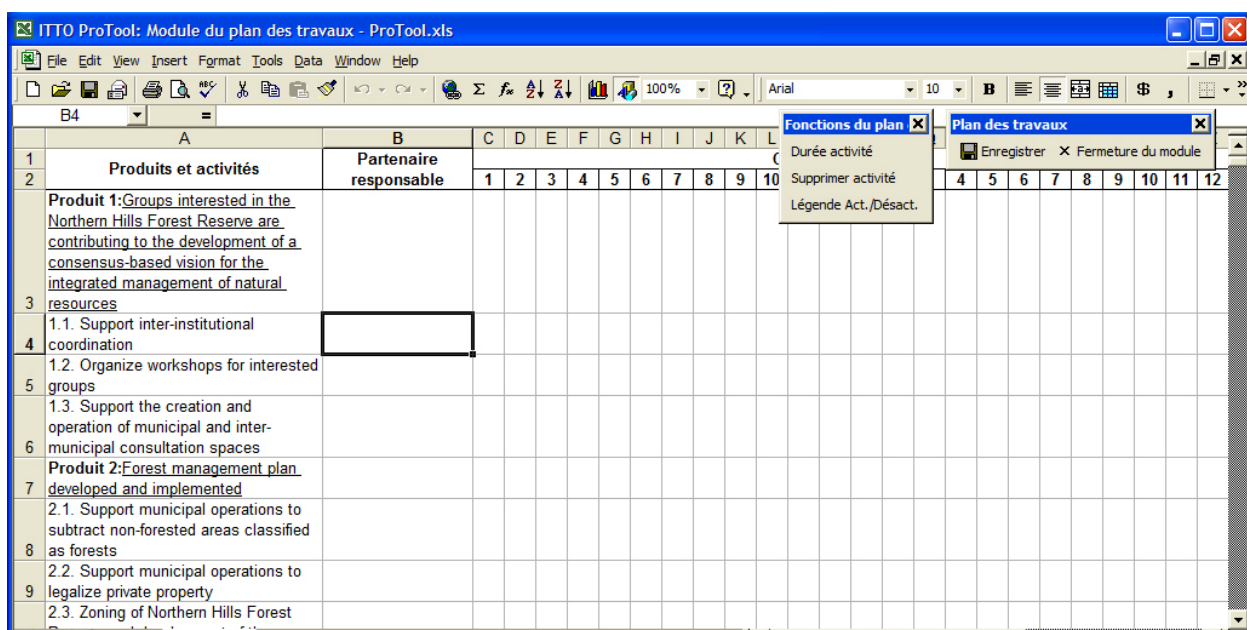 ITTO ProTool: Module du plan des travaux - ProTool.xls
File Edit View Insert Format Tools Data Window Help
100% Arial 10 B $ ,
B4 =
Fonctions du plan
Durée activité
Supprimer activité
Légende Act./Désact.
Plan des travaux
Enregistrer Fermeture du module
A B C D E F G H I J K L
1 Produits et activités Partenaire
2 responsable 1 2 3 4 5 6 7 8 9 10 4 5 6 7 8 9 10 11 12
Produit 1:Groups interested in the
Northern Hills Forest Reserve are
contributing to the development of a
consensus-based vision for the
integrated management of natural
3 resources
1.1. Support inter-institutional
4 coordination
1.2. Organize workshops for interested
5 groups
1.3. Support the creation and
operation of municipal and inter-
6 municipal consultation spaces
Produit 2:Forest management plan
7 developed and implemented
2.1. Support municipal operations to
subtract non-forested areas classified
8 as forests
2.2. Support municipal operations to
9 legalize private property
2.3. Zoning of Northern Hills Forest